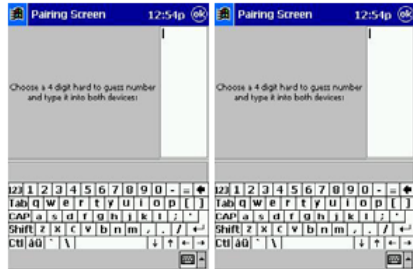 Pairing Screen 12:54p ok
Choose a 4 digit hard to guess number
and type it into both devices:
123 1 2 3 4 5 6 7 8 9 0 - =
Tab q w e r t y u i o p [ ]
CAP a s d f g h j k l ; '
Shift z x c v b n m , . /
Ctl áü ` \
Pairing Screen 12:54p ok
Choose a 4 digit hard to guess number
and type it into both devices:
123 1 2 3 4 5 6 7 8 9 0 - =
Tab q w e r t y u i o p [ ]
CAP a s d f g h j k l ; '
Shift z x c v b n m , . /
Ctl áü ` \